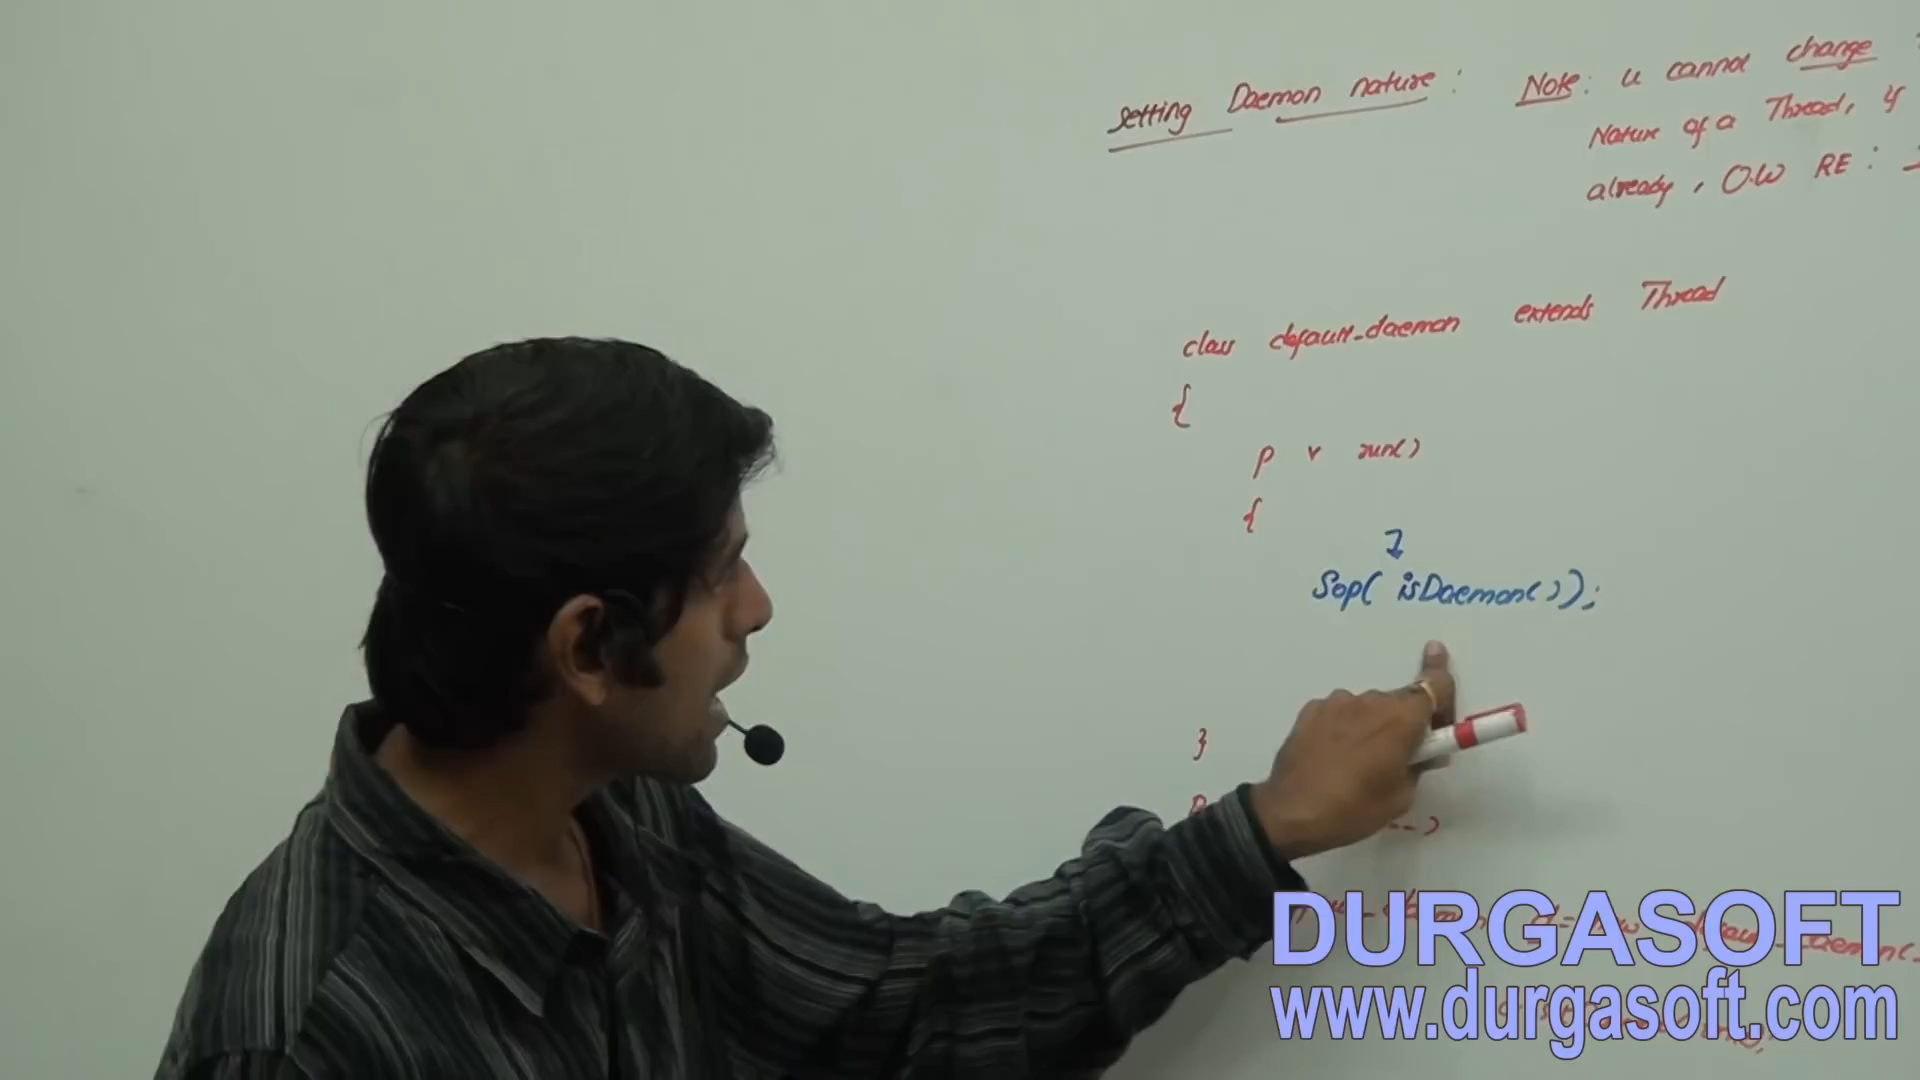 Setting Daemon nature : Note : u cannot change
Nature of a Thread, if
already, O.W RE :
class default_daemon extends Thread
{
p v run()
{
Sop( isDaemon());
}
DURGASOFT
www.durgasoft.com